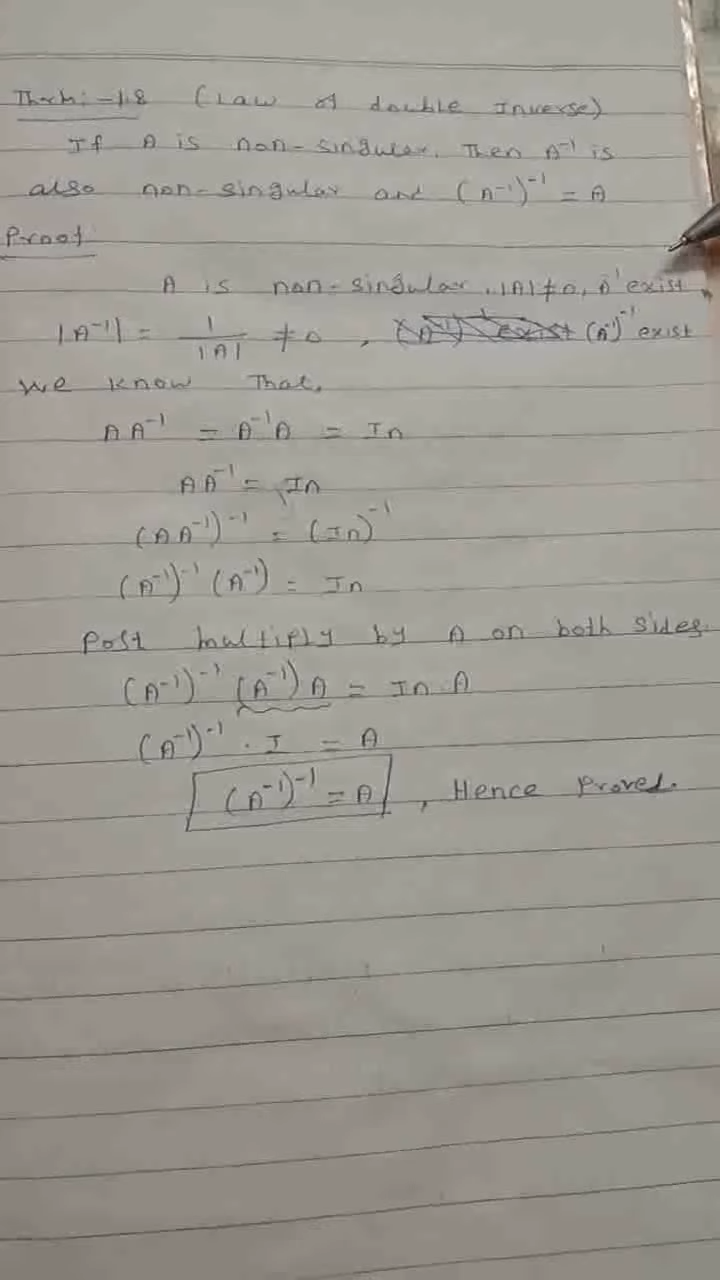 Thrm:-1.8 (Law of double Inverse)
If A is non-singular. Then A⁻¹ is
also non-singular and (A⁻¹)⁻¹ = A
Proof
A is non-singular, |A| ≠ 0, A⁻¹ exist,
|A⁻¹| = 1/|A| ≠ 0, (A⁻¹)⁻¹ exist
We know That,
AA⁻¹ = A⁻¹A = In
AA⁻¹ = In
(AA⁻¹)⁻¹ = (In)⁻¹
(A⁻¹)⁻¹ (A⁻¹) = In
Post multiply by A on both sides.
(A⁻¹)⁻¹ (A⁻¹) A = In . A
(A⁻¹)⁻¹ . I = A
(A⁻¹)⁻¹ = A , Hence Proved.